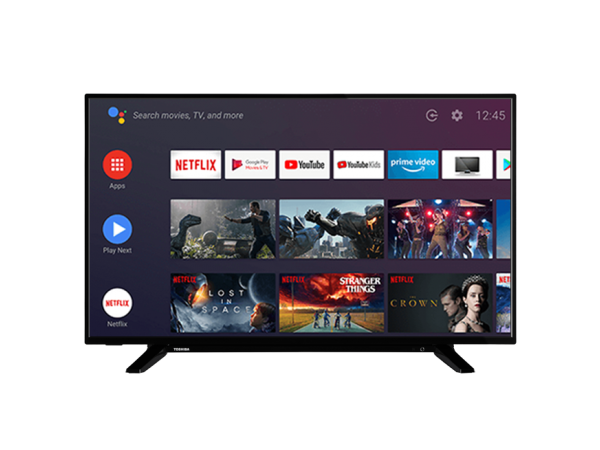 Search movies, TV, and more
12:45
Apps
NETFLIX
Google Play
Movies & TV
YouTube
YouTube Kids
prime video
Play Next
NETFLIX
Netflix
NETFLIX
LOST
IN
SPACE
NETFLIX
STRANGER
THINGS
NETFLIX
THE
CROWN
TOSHIBA